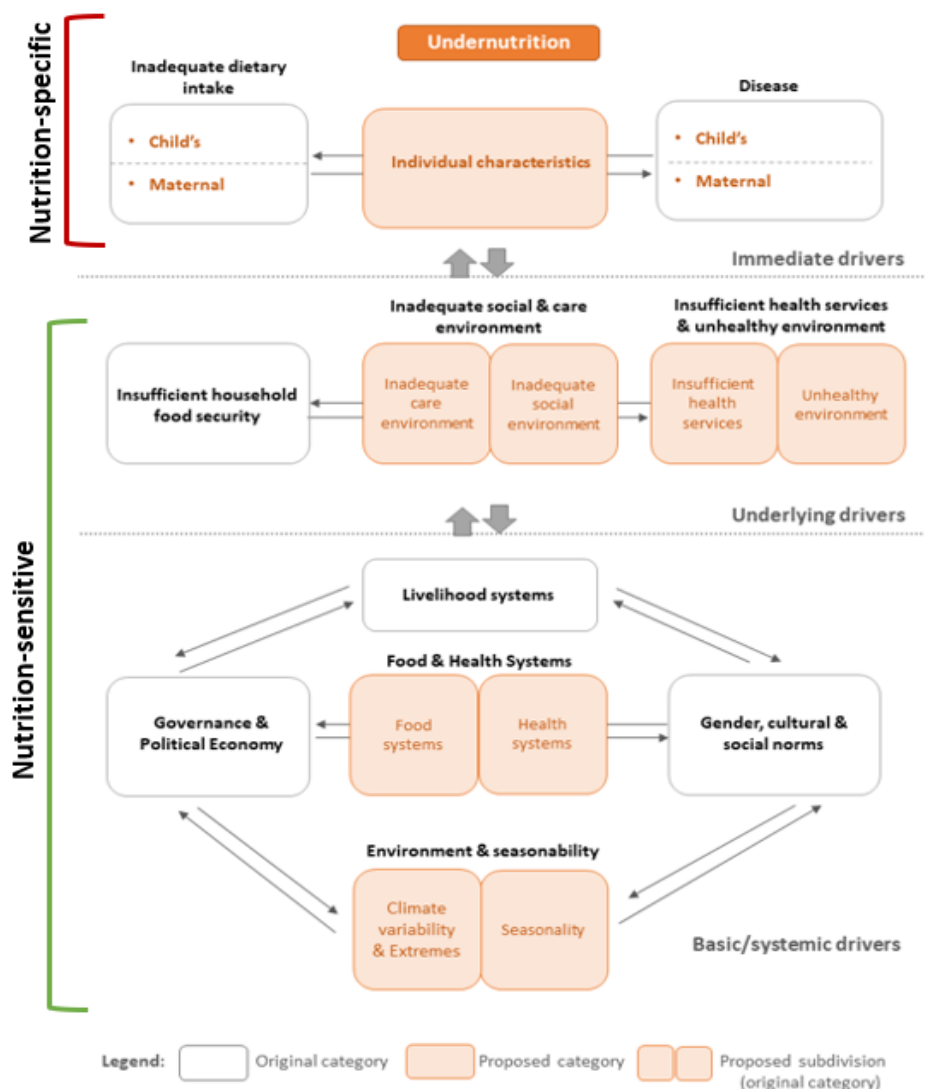 Nutrition-specific
Undernutrition
Inadequate dietary
intake
• Child's
• Maternal
Individual characteristics
Disease
• Child's
• Maternal
Immediate drivers
Nutrition-sensitive
Inadequate social & care
environment
Insufficient health services
& unhealthy environment
Insufficient household
food security
Inadequate
care
environment
Inadequate
social
environment
Insufficient
health
services
Unhealthy
environment
Underlying drivers
Livelihood systems
Food & Health Systems
Governance &
Political Economy
Food
systems
Health
systems
Gender, cultural &
social norms
Environment & seasonability
Climate
variability
& Extremes
Seasonality
Basic/systemic drivers
Legend:
Original category
Proposed category
Proposed subdivision
(original category)